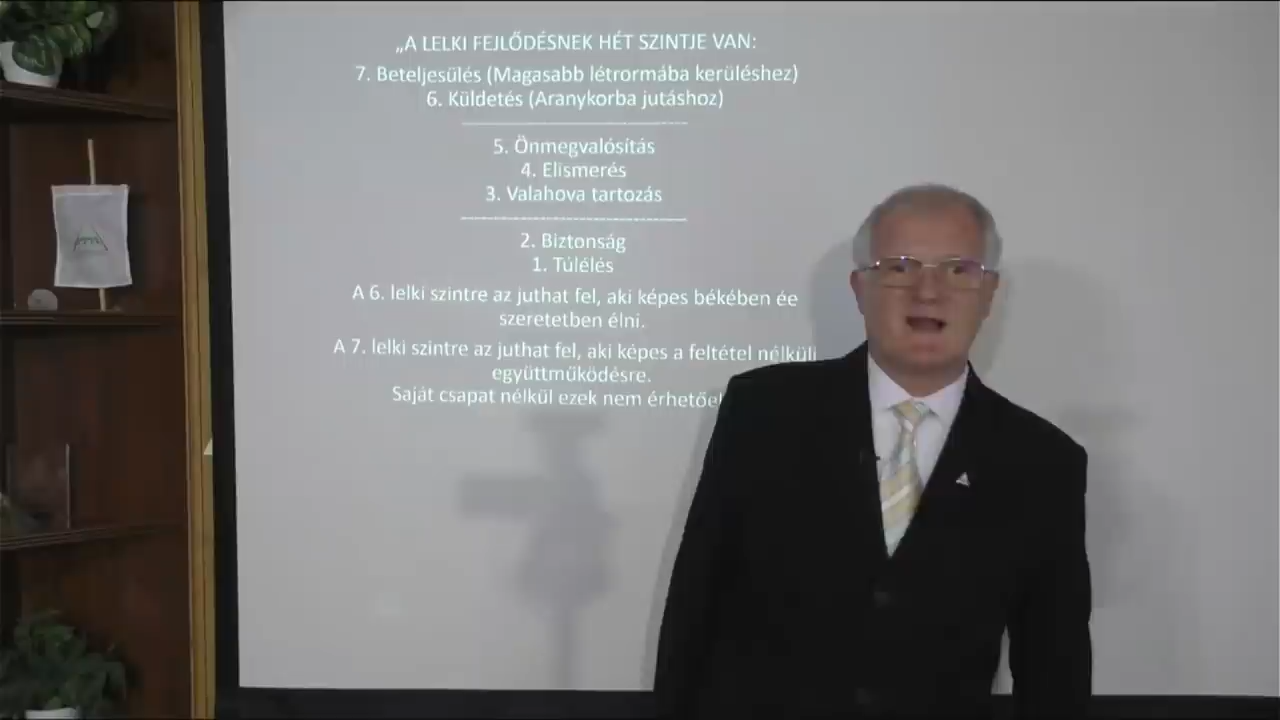 „A LELKI FEJLŐDÉSNEK HÉT SZINTJE VAN:
7. Beteljesülés (Magasabb létrormába kerüléshez)
6. Küldetés (Aranykorba jutáshoz)
5. Önmegvalósítás
4. Elismerés
3. Valahova tartozás
2. Biztonság
1. Túlélés
A 6. lelki szintre az juthat fel, aki képes békében ée
szeretetben élni.
A 7. lelki szintre az juthat fel, aki képes a feltétel nélküli
együttműködésre.
Saját csapat nélkül ezek nem